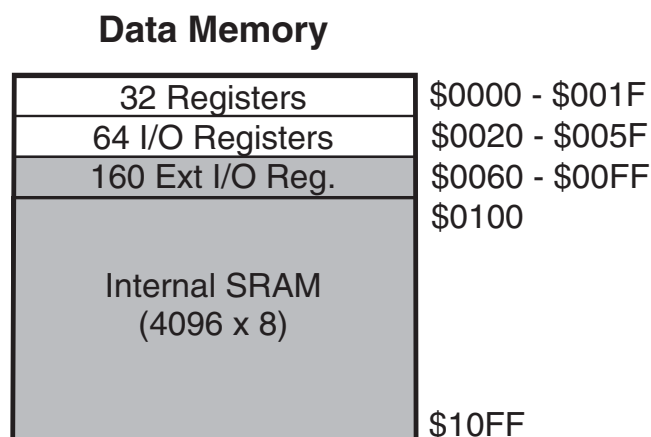 Data Memory
32 Registers $0000 - $001F
64 I/O Registers $0020 - $005F
160 Ext I/O Reg. $0060 - $00FF
$0100
Internal SRAM
(4096 x 8)
$10FF